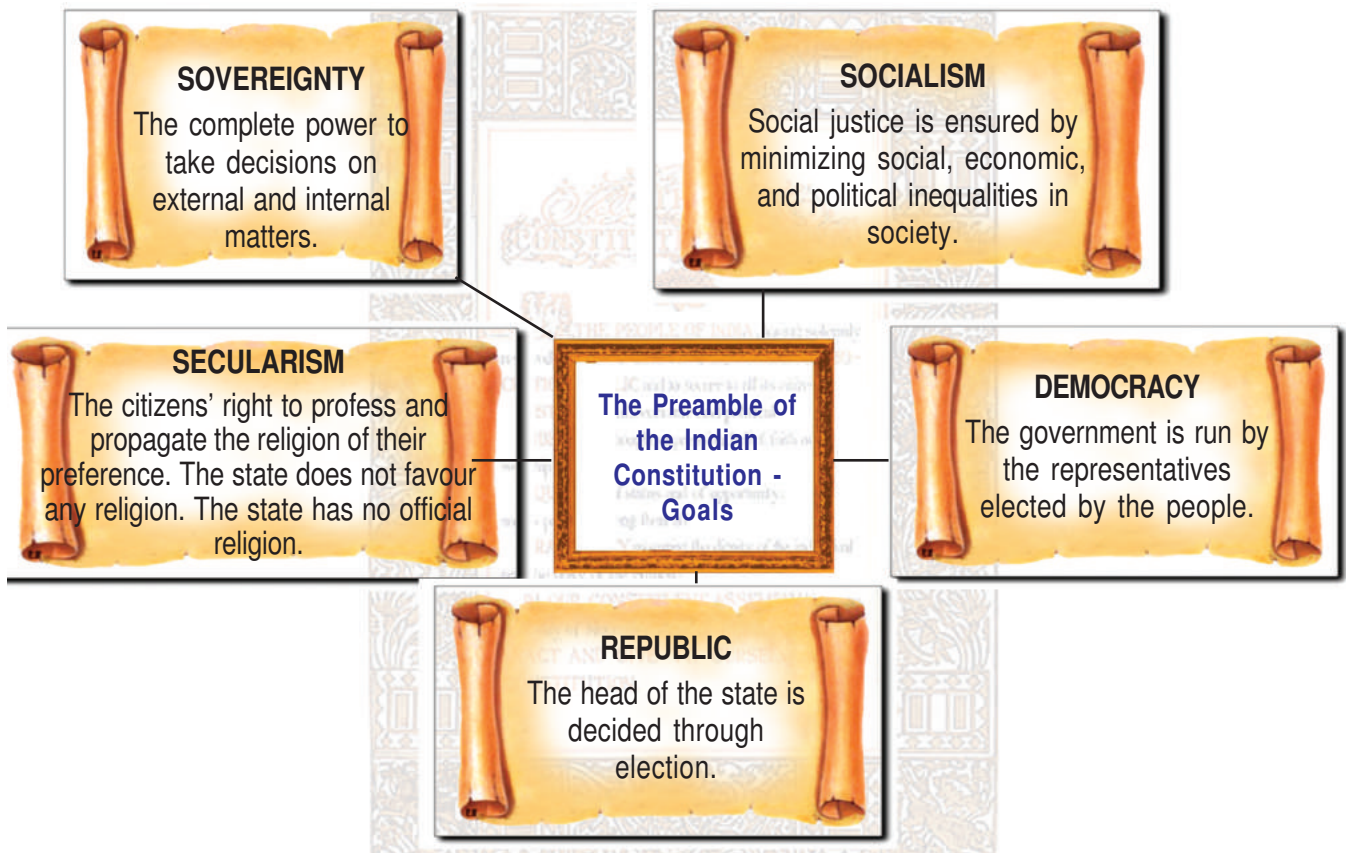 SOVEREIGNTY
The complete power to
take decisions on
external and internal
matters.
SOCIALISM
Social justice is ensured by
minimizing social, economic,
and political inequalities in
society.
SECULARISM
The citizens' right to profess and
propagate the religion of their
preference. The state does not favour
any religion. The state has no official
religion.
The Preamble of
the Indian
Constitution -
Goals
DEMOCRACY
The government is run by
the representatives
elected by the people.
REPUBLIC
The head of the state is
decided through
election.
THE PEOPLE OF INDIA